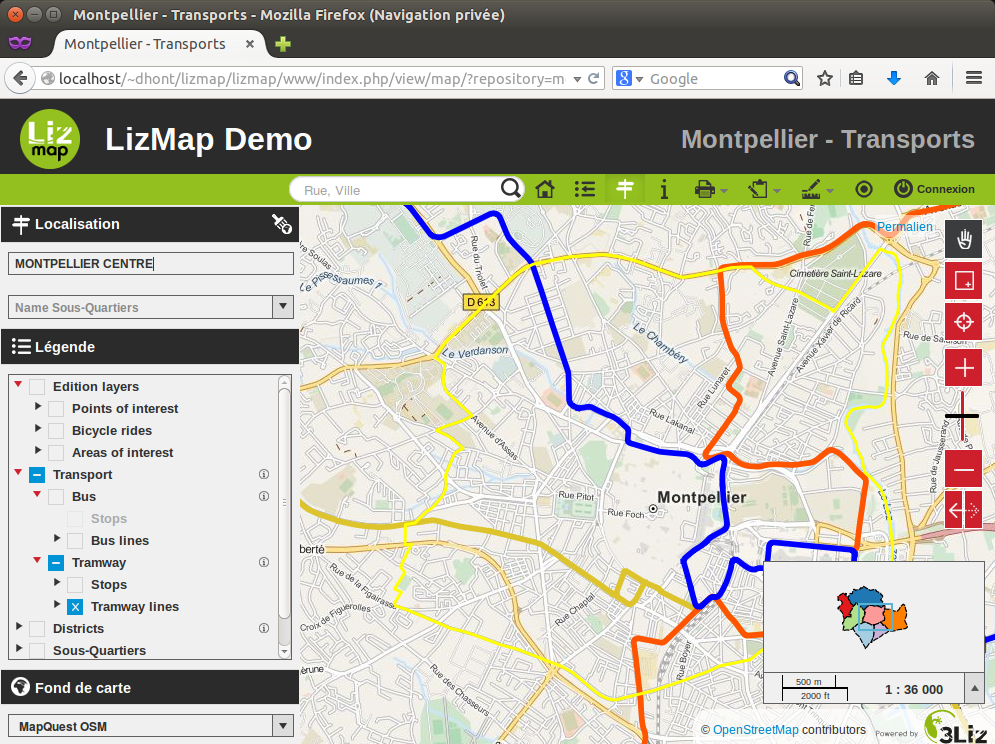 Montpellier - Transports - Mozilla Firefox (Navigation privée)
Montpellier - Transports
localhost/~dhont/lizmap/lizmap/www/index.php/view/map/?repository=m
Google
Liz map
LizMap Demo
Montpellier - Transports
Rue, Ville
Connexion
Localisation
MONTPELLIER CENTRE
Name Sous-Quartiers
Légende
Edition layers
Points of interest
Bicycle rides
Areas of interest
Transport
Bus
Stops
Bus lines
Tramway
Stops
Tramway lines
Districts
Sous-Quartiers
Fond de carte
MapQuest OSM
Permalien
Rue du Triolet
Cimetière Saint-Lazare
D 613
Le Verdanson
Le Chambéry
Avenue Saint-Lazare
Avenue Xavier de Ricard
Rue Lunaret
Rue Lakanal
Avenue d'Assas
Rue de Jausserand
Rue Pitot
Montpellier
Rue Foch
berté
Rue de la Figairasse
Croix de Figuerolles
Rue Chaptal
Rue Boyer
Rue des Chasseurs
érune
500 m
2000 ft
1 : 36 000
© OpenStreetMap contributors
Powered by
3Liz